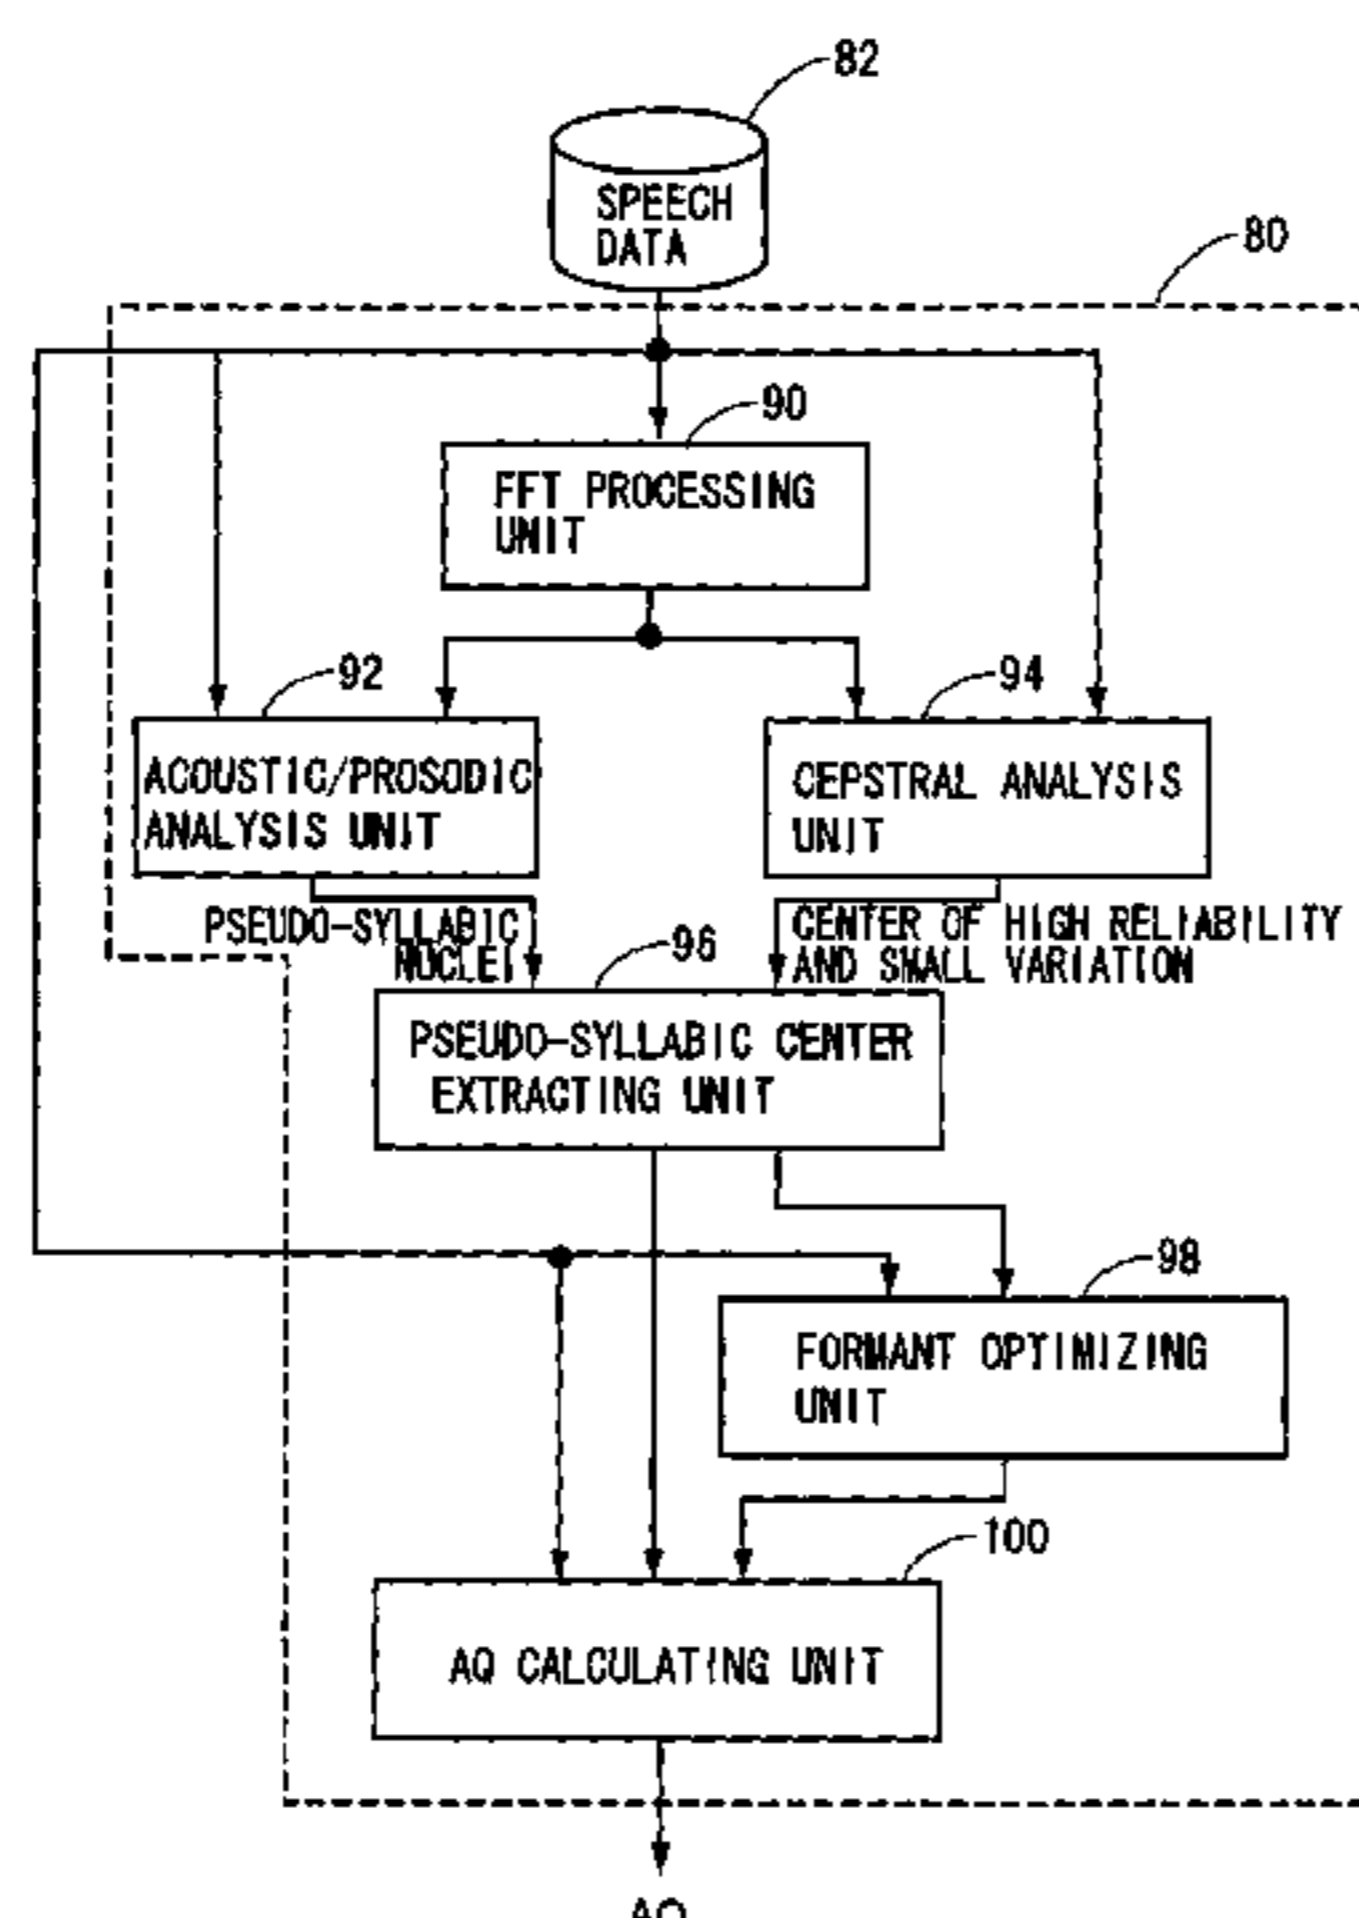 82
SPEECH
DATA
80
90
FFT PROCESSING
UNIT
92
94
ACOUSTIC/PROSODIC
ANALYSIS UNIT
CEPSTRAL ANALYSIS
UNIT
PSEUDO-SYLLABIC
NUCLEI
96
CENTER OF HIGH RELIABILITY
AND SMALL VARIATION
PSEUDO-SYLLABIC CENTER
EXTRACTING UNIT
98
FORMANT OPTIMIZING
UNIT
100
AQ CALCULATING UNIT
AQ